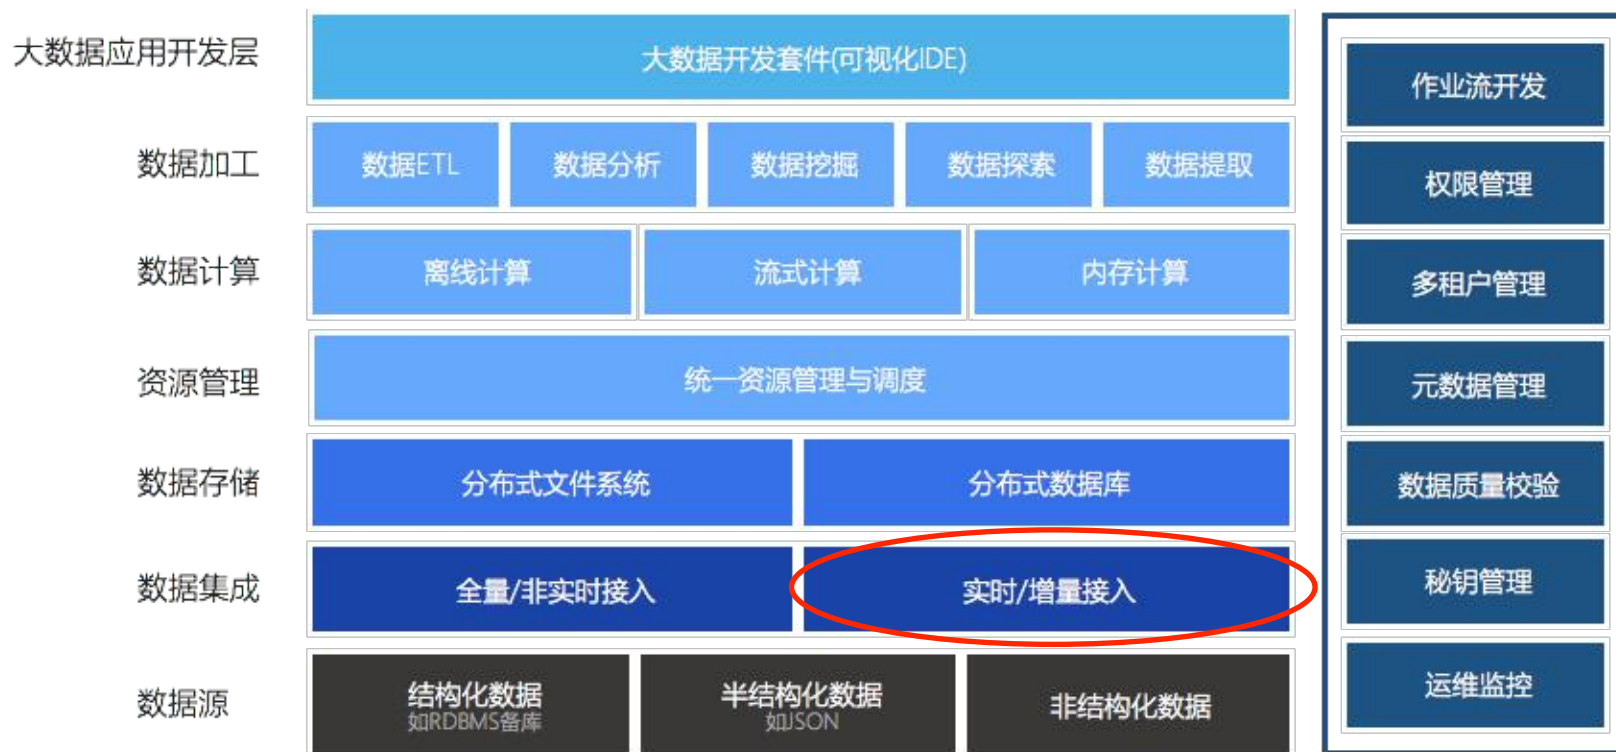 大数据应用开发层
大数据开发套件(可视化IDE)
数据加工
数据ETL
数据分析
数据挖掘
数据探索
数据提取
数据计算
离线计算
流式计算
内存计算
资源管理
统一资源管理与调度
数据存储
分布式文件系统
分布式数据库
数据集成
全量/非实时接入
实时/增量接入
数据源
结构化数据
如RDBMS备库
半结构化数据
如JSON
非结构化数据
作业流开发
权限管理
多租户管理
元数据管理
数据质量校验
秘钥管理
运维监控